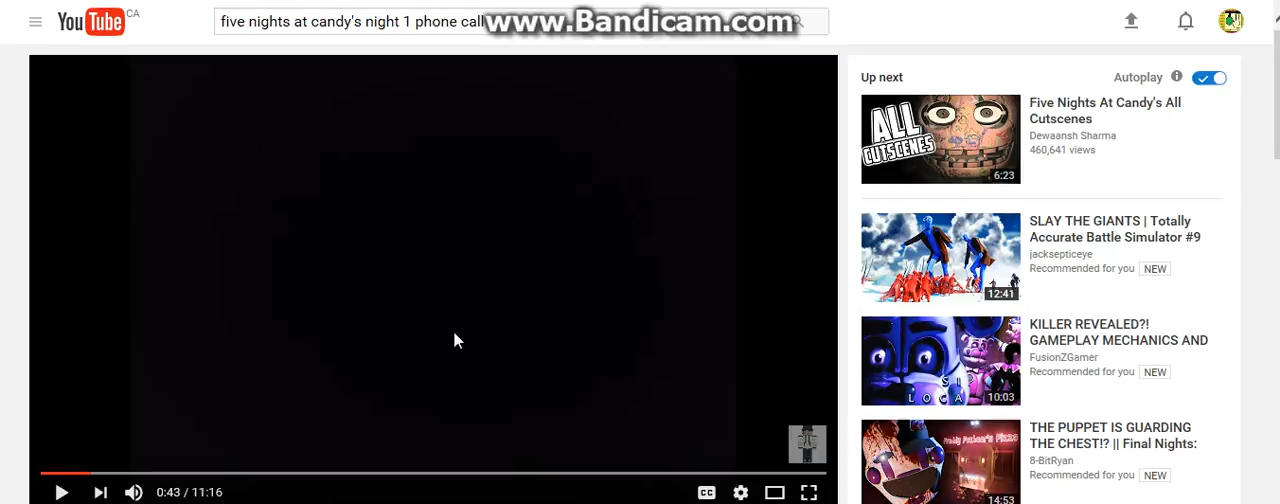 YouTube CA
five nights at candy's night 1 phone call
www.Bandicam.com
Up next
Autoplay
ALL CUTSCENES
6:23
Five Nights At Candy's All
Cutscenes
Dewaansh Sharma
460,641 views
12:41
SLAY THE GIANTS | Totally
Accurate Battle Simulator #9
jacksepticeye
Recommended for you NEW
10:03
KILLER REVEALED?!
GAMEPLAY MECHANICS AND
FusionZGamer
Recommended for you NEW
Freddy Fazbear's Pizza
14:53
THE PUPPET IS GUARDING
THE CHEST!? || Final Nights:
8-BitRyan
Recommended for you NEW
0:43 / 11:16
CC